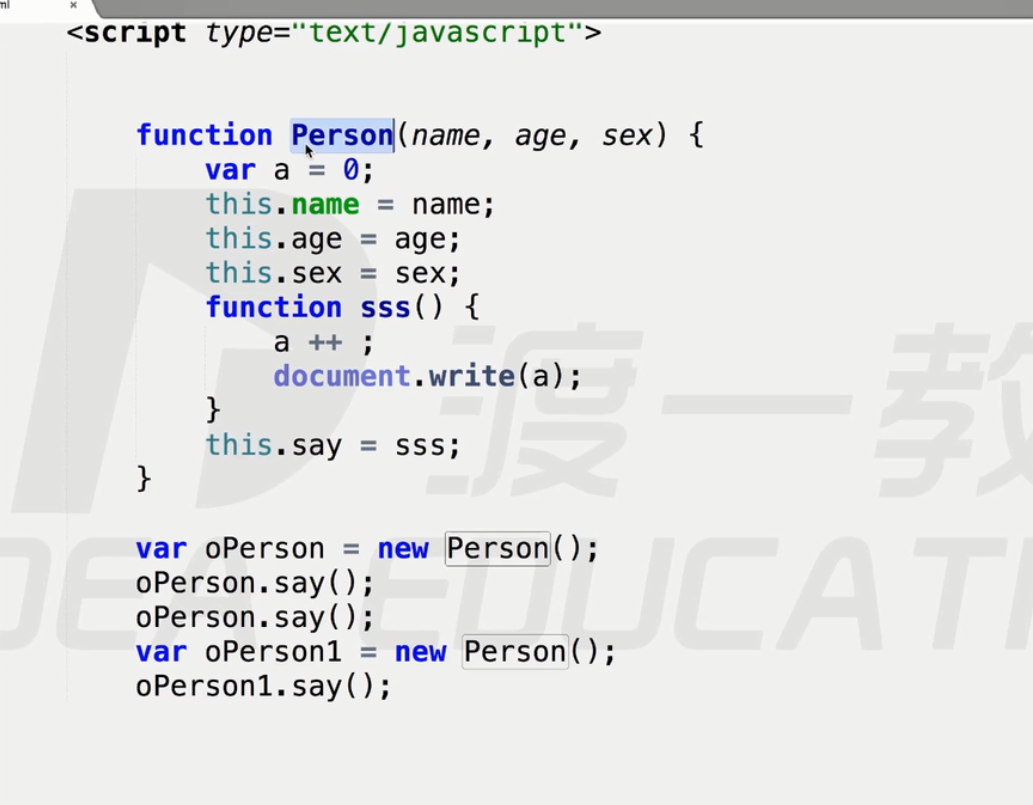 ml ×
<script type="text/javascript">
function Person(name, age, sex) {
var a = 0;
this.name = name;
this.age = age;
this.sex = sex;
function sss() {
a ++ ;
document.write(a);
}
this.say = sss;
}
var oPerson = new Person();
oPerson.say();
oPerson.say();
var oPerson1 = new Person();
oPerson1.say();
渡一教